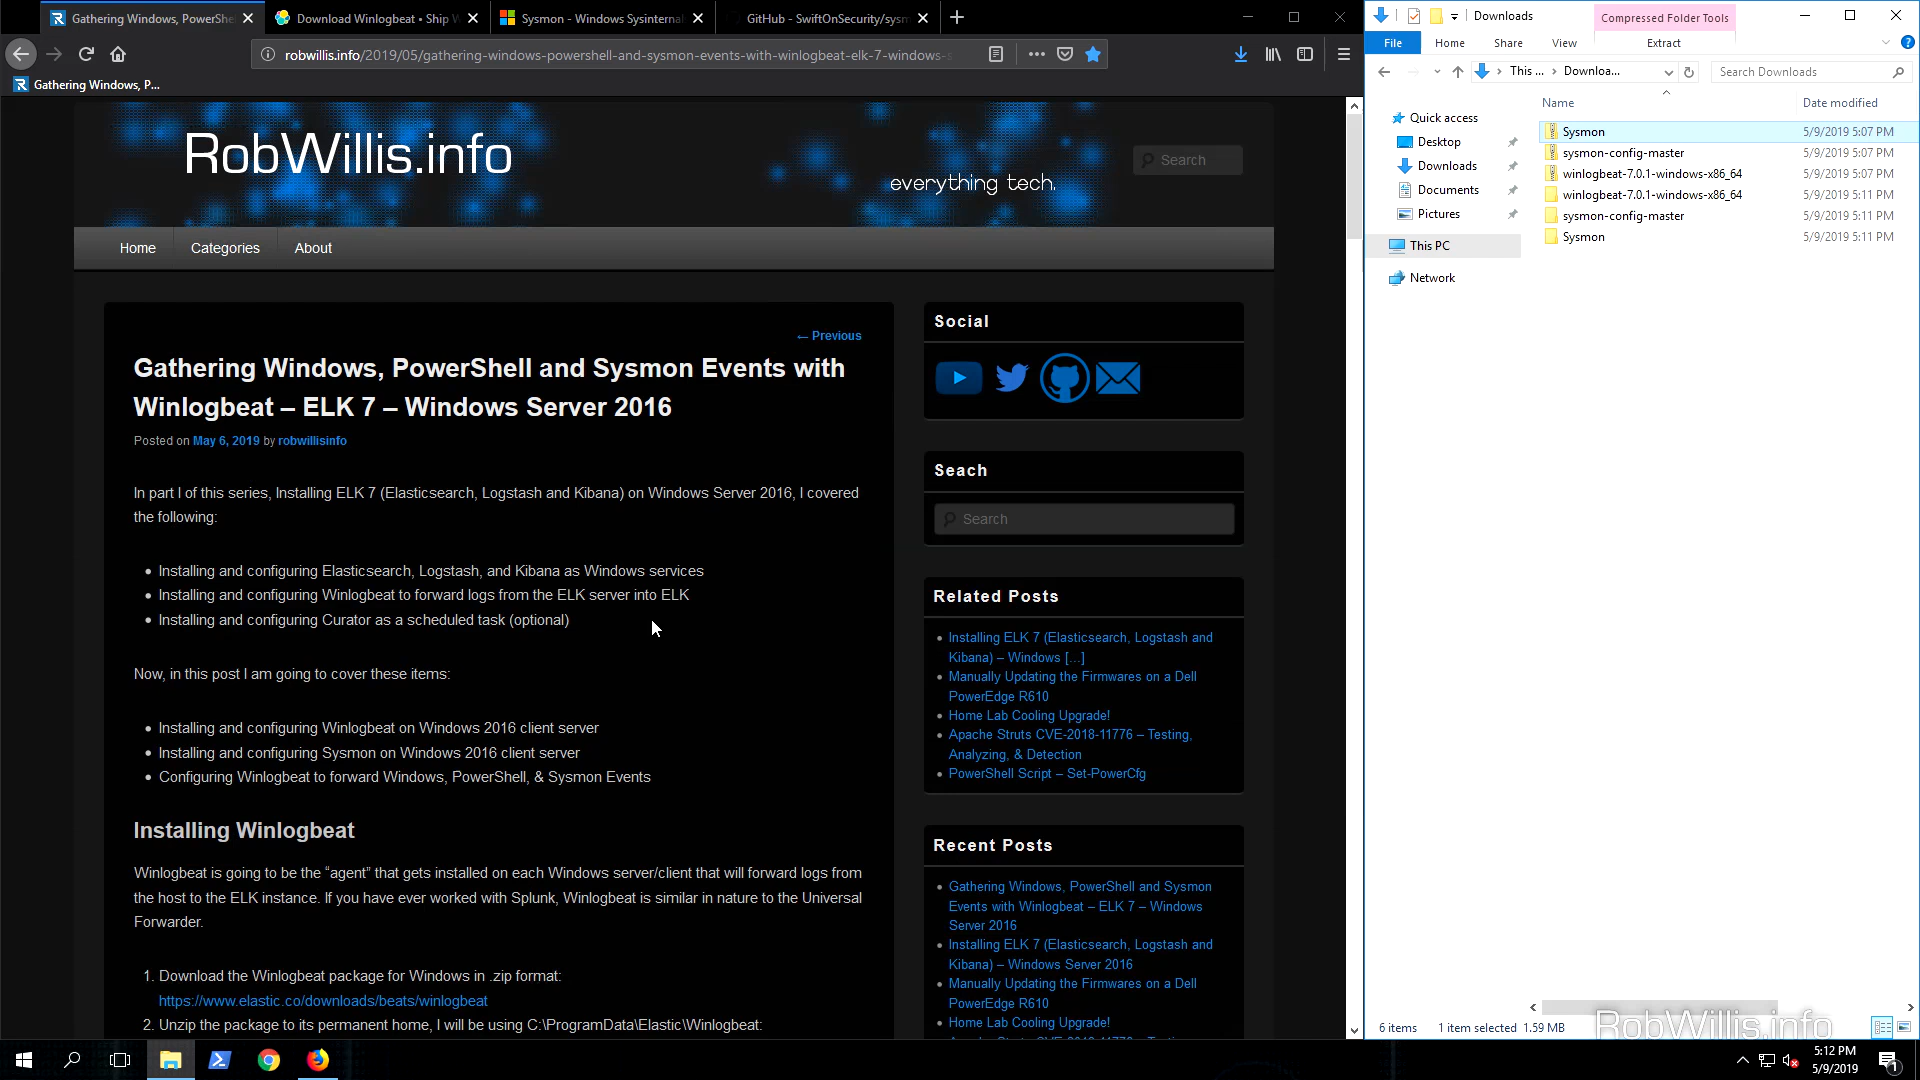 Gathering Windows, PowerShe
Download Winlogbeat • Ship W
Sysmon - Windows Sysinternal
GitHub - SwiftOnSecurity/sysm
robwillis.info/2019/05/gathering-windows-powershell-and-sysmon-events-with-winlogbeat-elk-7-windows-s
Gathering Windows, P...
RobWillis.info
everything tech.
Search
Home
Categories
About
← Previous
Gathering Windows, PowerShell and Sysmon Events with
Winlogbeat – ELK 7 – Windows Server 2016
Posted on May 6, 2019 by robwillisinfo
In part I of this series, Installing ELK 7 (Elasticsearch, Logstash and Kibana) on Windows Server 2016, I covered
the following:
• Installing and configuring Elasticsearch, Logstash, and Kibana as Windows services
• Installing and configuring Winlogbeat to forward logs from the ELK server into ELK
• Installing and configuring Curator as a scheduled task (optional)
Now, in this post I am going to cover these items:
• Installing and configuring Winlogbeat on Windows 2016 client server
• Installing and configuring Sysmon on Windows 2016 client server
• Configuring Winlogbeat to forward Windows, PowerShell, & Sysmon Events
Installing Winlogbeat
Winlogbeat is going to be the “agent” that gets installed on each Windows server/client that will forward logs from
the host to the ELK instance. If you have ever worked with Splunk, Winlogbeat is similar in nature to the Universal
Forwarder.
1. Download the Winlogbeat package for Windows in .zip format:
https://www.elastic.co/downloads/beats/winlogbeat
2. Unzip the package to its permanent home, I will be using C:\ProgramData\Elastic\Winlogbeat:
Social
Seach
Search
Related Posts
• Installing ELK 7 (Elasticsearch, Logstash and
Kibana) – Windows […]
• Manually Updating the Firmwares on a Dell
PowerEdge R610
• Home Lab Cooling Upgrade!
• Apache Struts CVE-2018-11776 – Testing,
Analyzing, & Detection
• PowerShell Script – Set-PowerCfg
Recent Posts
• Gathering Windows, PowerShell and Sysmon
Events with Winlogbeat – ELK 7 – Windows
Server 2016
• Installing ELK 7 (Elasticsearch, Logstash and
Kibana) – Windows Server 2016
• Manually Updating the Firmwares on a Dell
PowerEdge R610
• Home Lab Cooling Upgrade!
Downloads
Compressed Folder Tools
File
Home
Share
View
Extract
This ...
Downloa...
Search Downloads
Name
Date modified
Quick access
Desktop
Downloads
Documents
Pictures
This PC
Network
Sysmon 5/9/2019 5:07 PM
sysmon-config-master 5/9/2019 5:07 PM
winlogbeat-7.0.1-windows-x86_64 5/9/2019 5:07 PM
winlogbeat-7.0.1-windows-x86_64 5/9/2019 5:11 PM
sysmon-config-master 5/9/2019 5:11 PM
Sysmon 5/9/2019 5:11 PM
6 items
1 item selected 1.59 MB
RobWillis.info
5:12 PM
5/9/2019
1